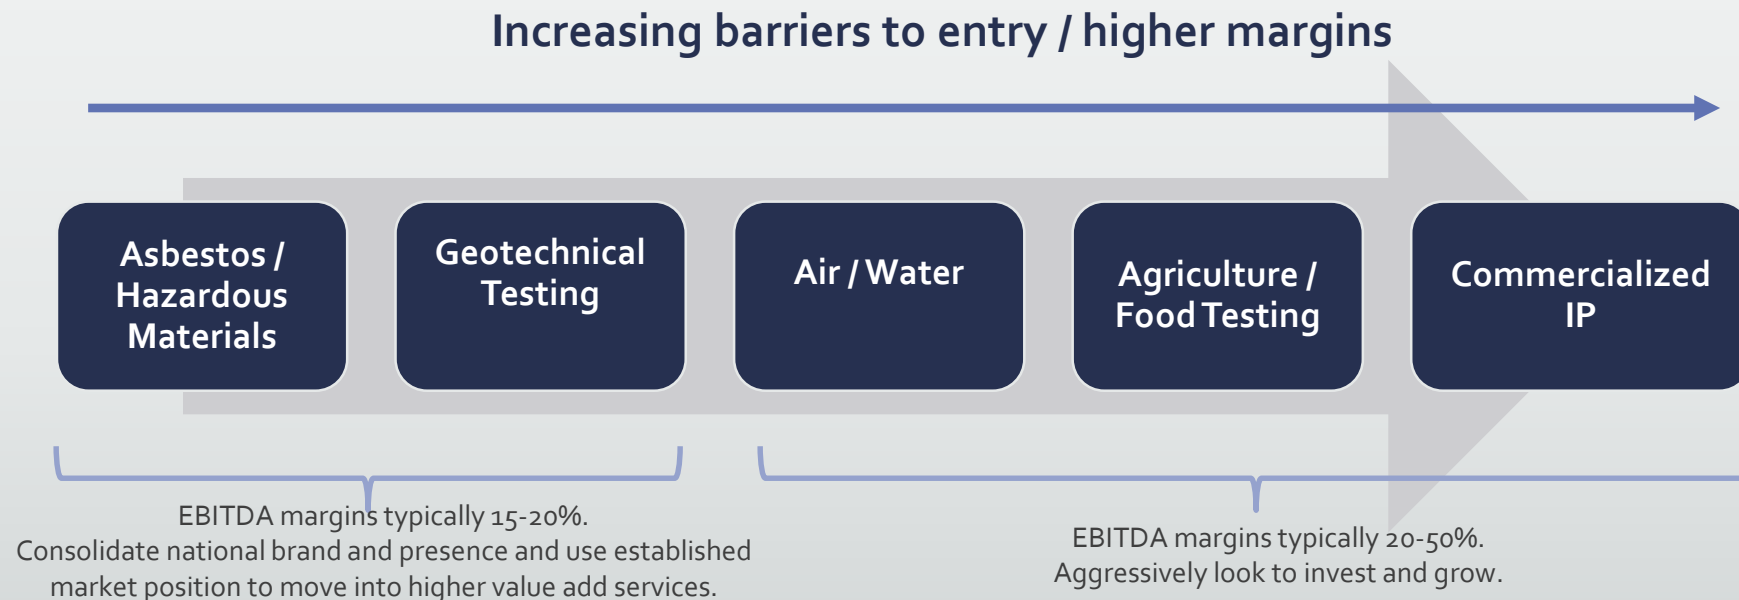 Increasing barriers to entry / higher margins
Asbestos /
Hazardous
Materials
Geotechnical
Testing
Air / Water
Agriculture /
Food Testing
Commercialized
IP
EBITDA margins typically 15-20%.
Consolidate national brand and presence and use established
market position to move into higher value add services.
EBITDA margins typically 20-50%.
Aggressively look to invest and grow.